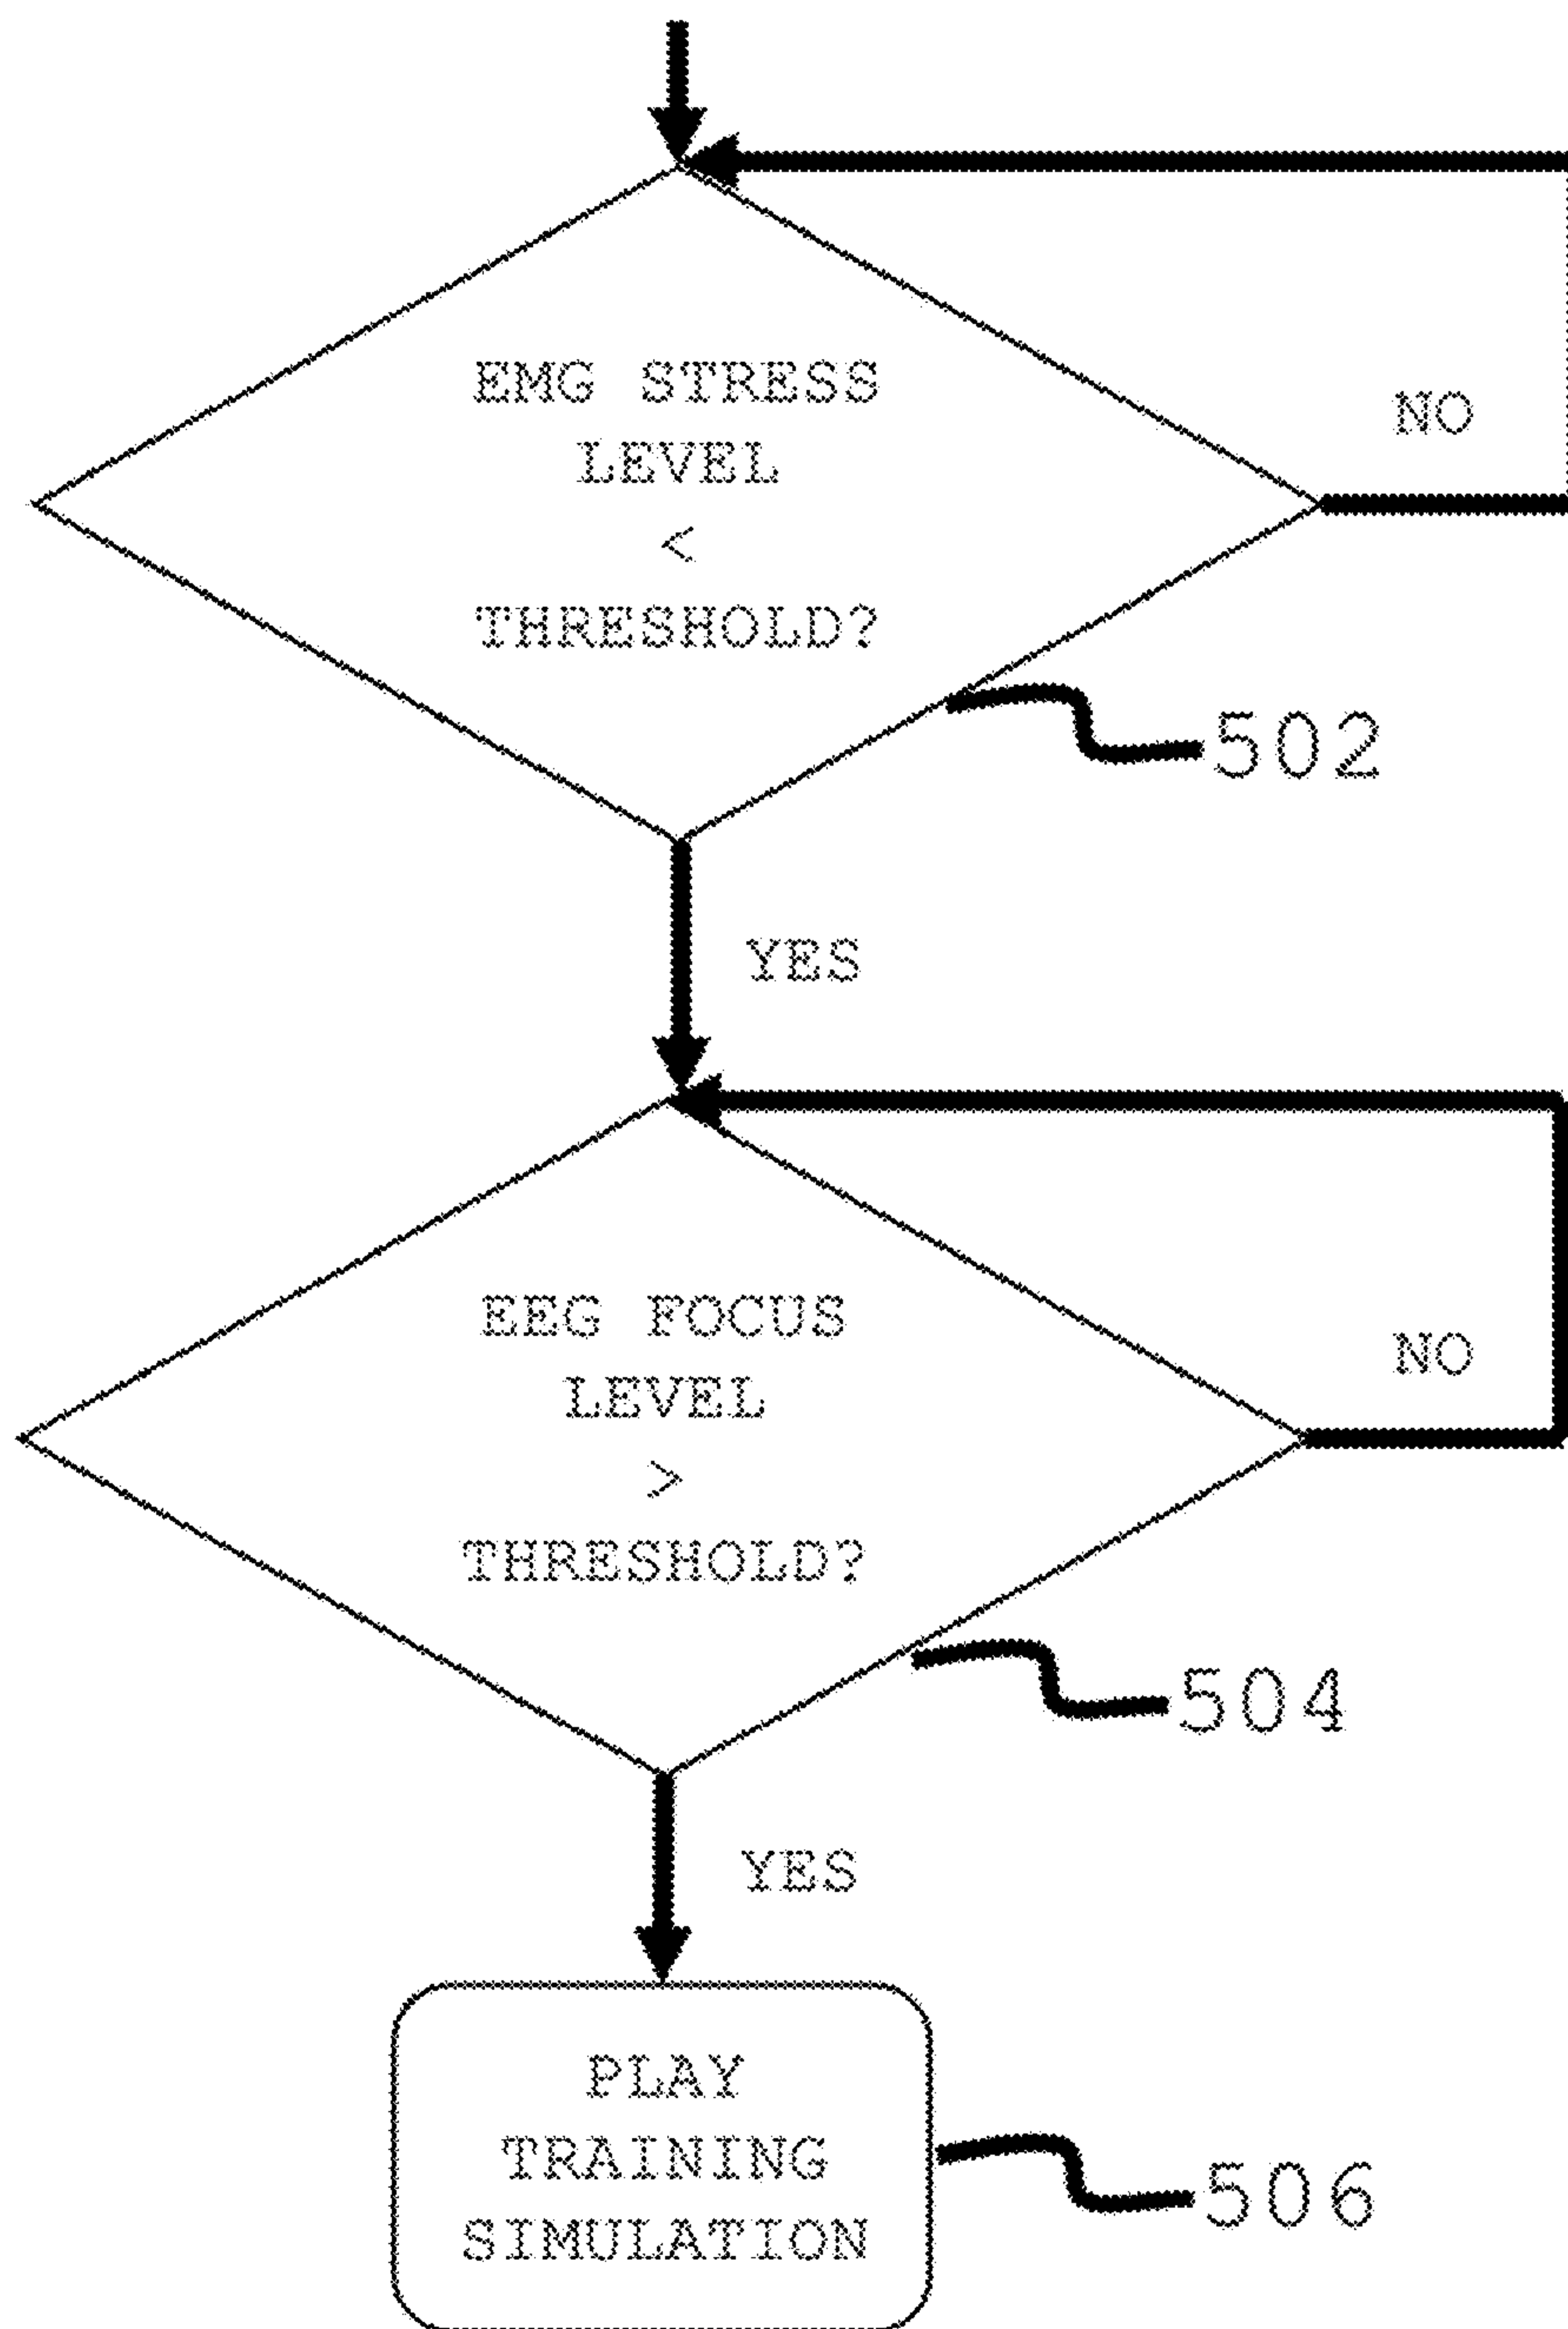 EMG STRESS
LEVEL
<
THRESHOLD?
NO
502
YES
EEG FOCUS
LEVEL
>
THRESHOLD?
NO
504
YES
PLAY
TRAINING
SIMULATION
506